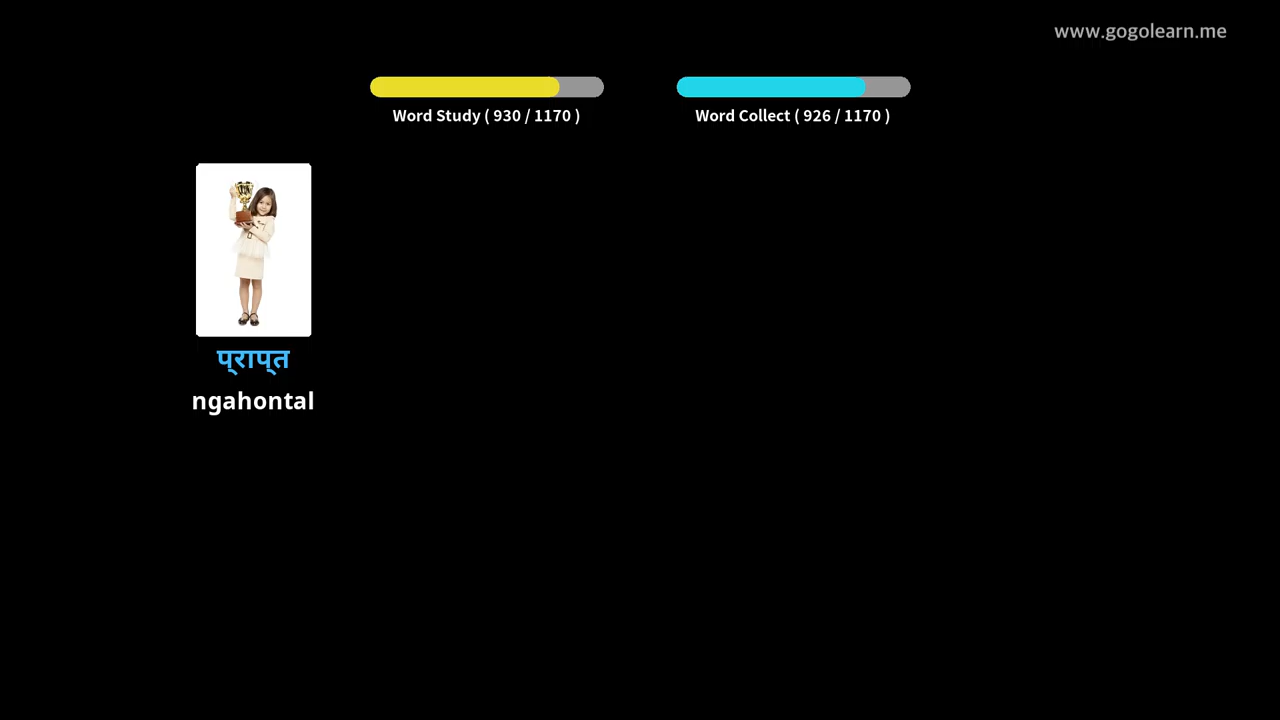 www.gogolearn.me
Word Study ( 930 / 1170 )
Word Collect ( 926 / 1170 )
प्राप्त
ngahontal